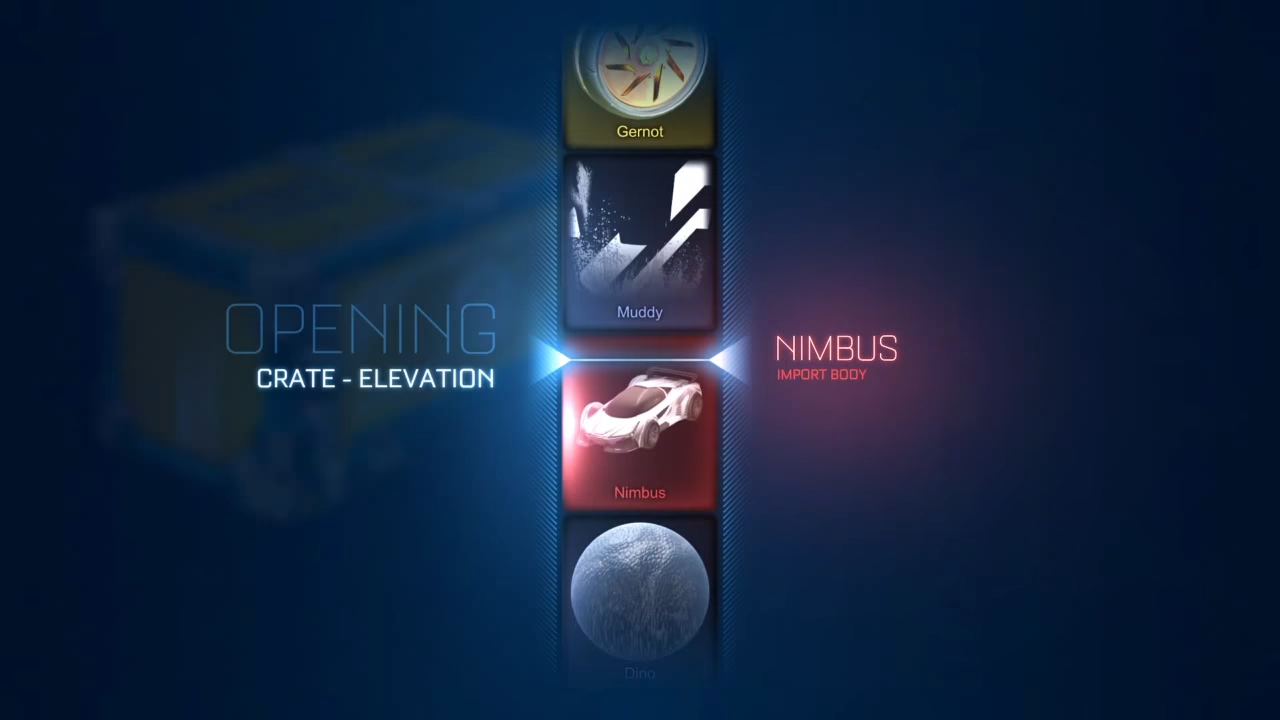 Gernot
Muddy
OPENING
CRATE - ELEVATION
NIMBUS
IMPORT BODY
Nimbus
Dino